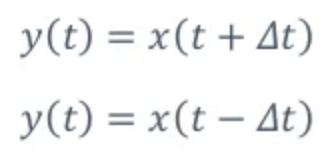 y(t) = x(t + Δt)
y(t) = x(t − Δt)